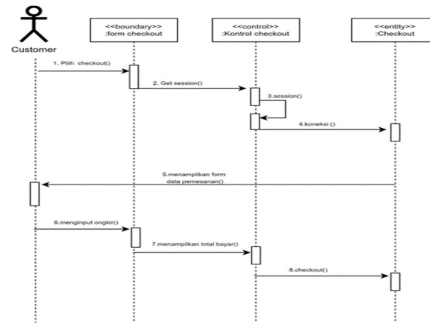 <<boundary>>
:form checkout
<<control>>
:Kontrol checkout
<<entity>>
:Checkout
Customer
1. Pilih checkout()
2. Get session()
3.session()
4.koneksi ()
5.menampilkan form
data pemesanan()
6.menginput ongkir()
7.menampilkan total bayar()
8.checkout()